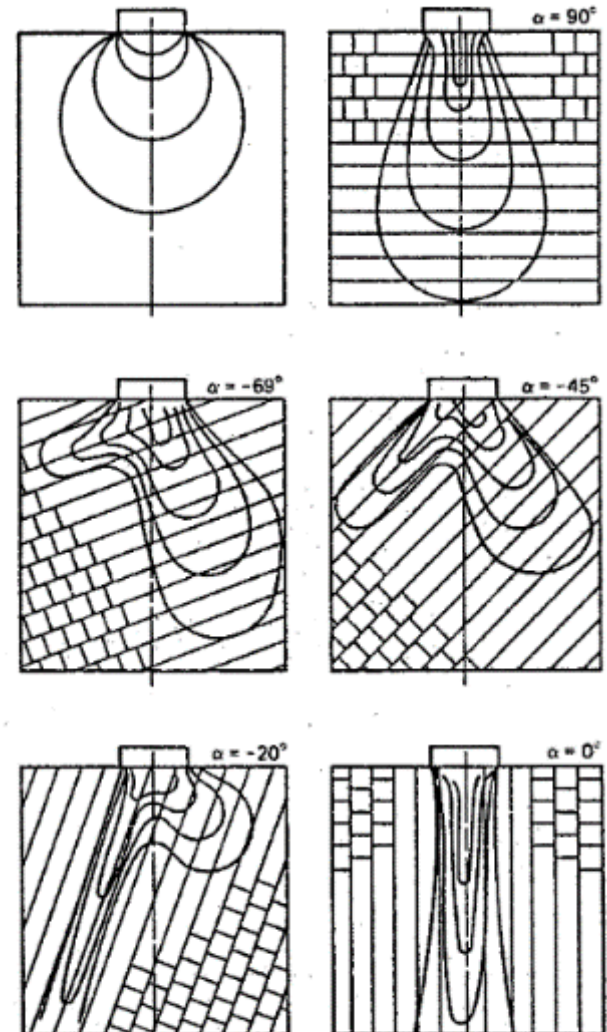 α = 90°
α = -69°
α = -45°
α = -20°
α = 0°